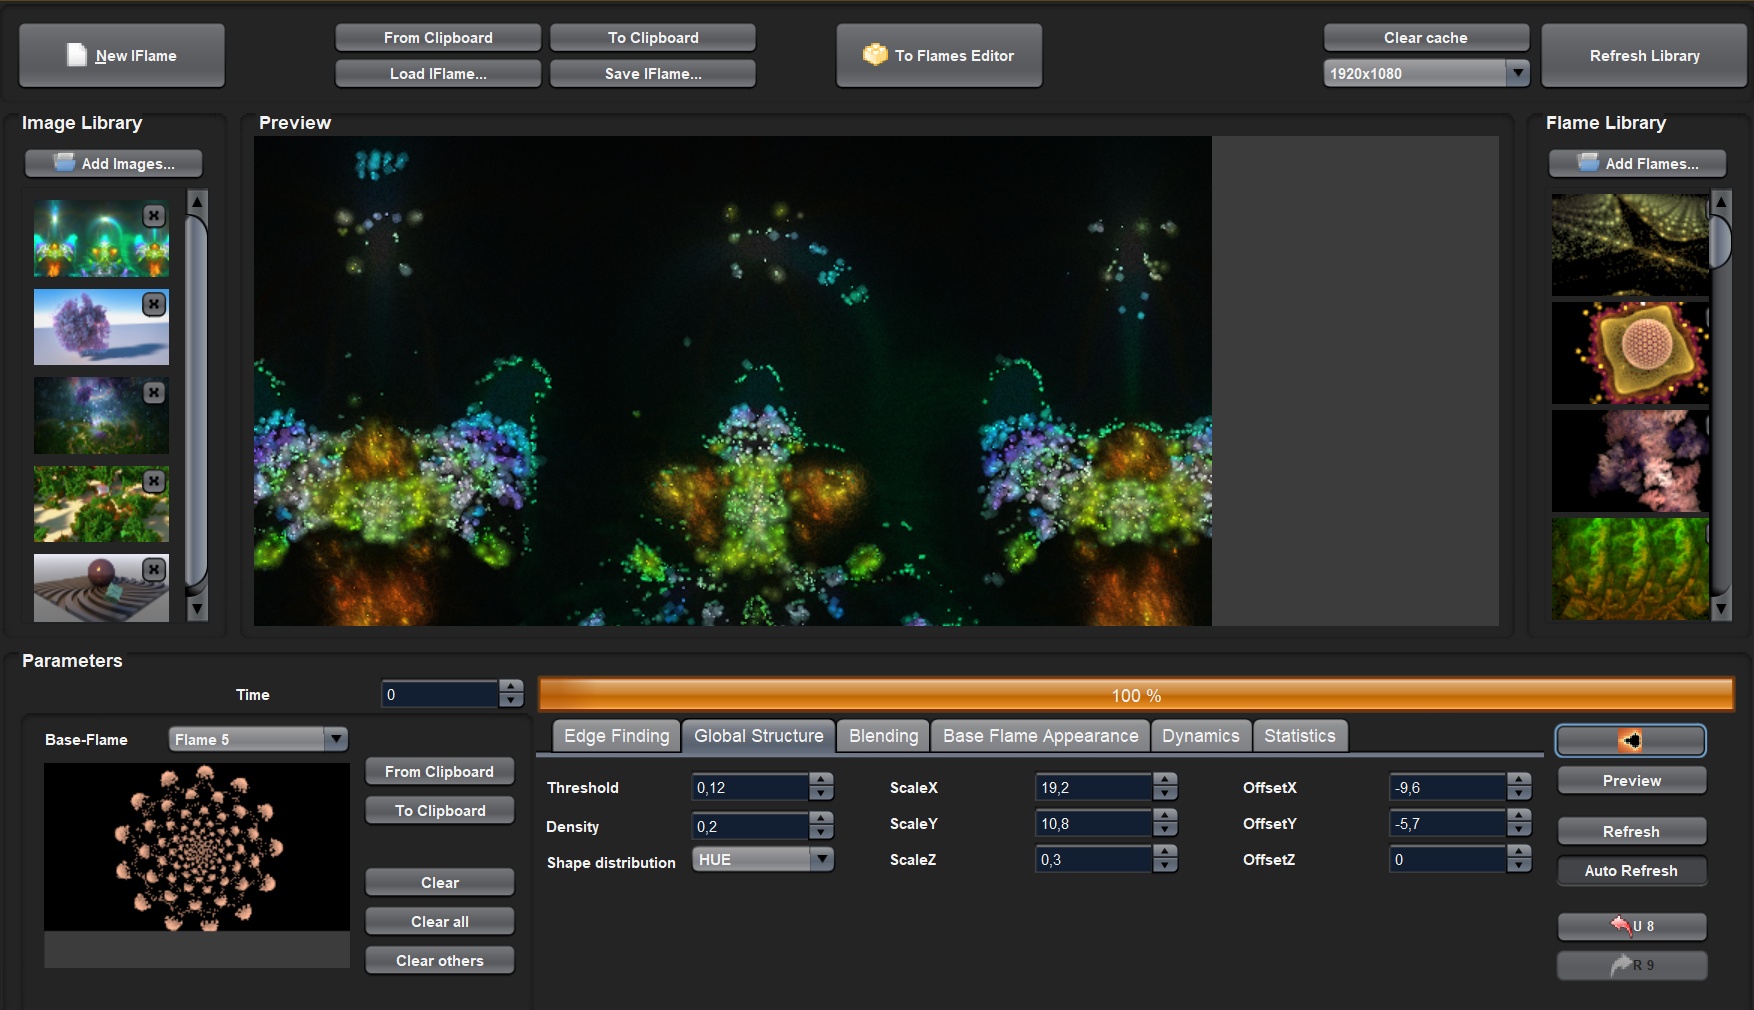 New IFlame
From Clipboard
To Clipboard
Load IFlame...
Save IFlame...
To Flames Editor
Clear cache
1920x1080
Refresh Library
Image Library
Add Images...
Preview
Flame Library
Add Flames...
Parameters
Time
0
100 %
Base-Flame
Flame 5
From Clipboard
To Clipboard
Clear
Clear all
Clear others
Edge Finding
Global Structure
Blending
Base Flame Appearance
Dynamics
Statistics
Threshold
0,12
ScaleX
19,2
OffsetX
-9,6
Density
0,2
ScaleY
10,8
OffsetY
-5,7
Shape distribution
HUE
ScaleZ
0,3
OffsetZ
0
Preview
Refresh
Auto Refresh
U 8
R 9